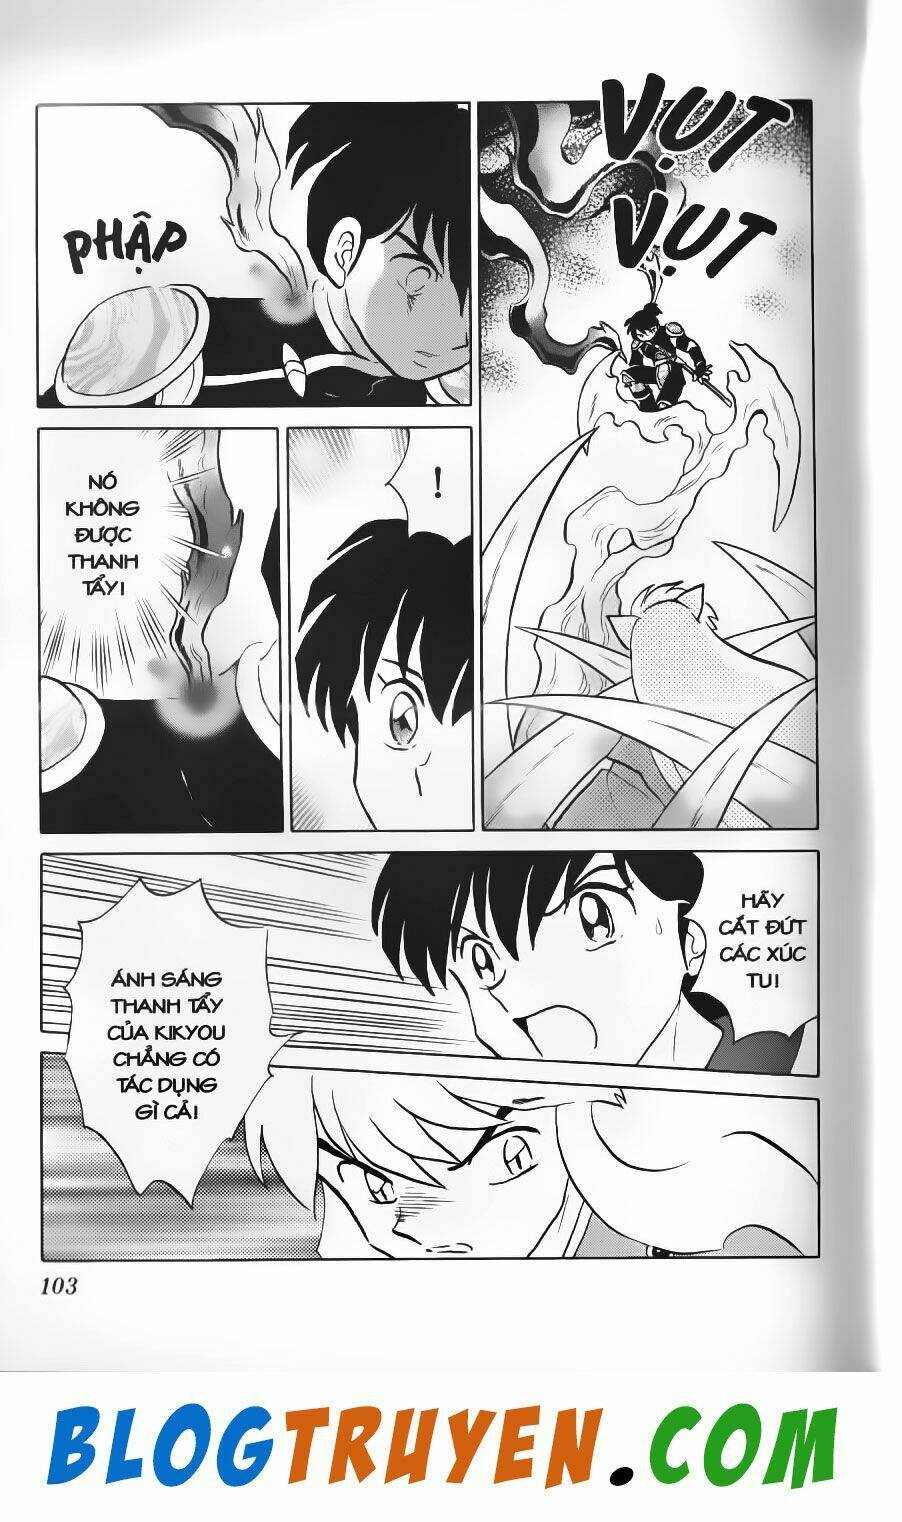 VỤT
VỤT
PHẬP
!
NÓ
KHÔNG
ĐƯỢC
THANH
TẨY!
HÃY
CẮT ĐỨT
CÁC XÚC
TU!
ÁNH SÁNG
THANH TẨY
CỦA KIKYOU
CHẲNG CÓ
TÁC DỤNG
GÌ CẢ!
103
BLOGTRUYEN.COM